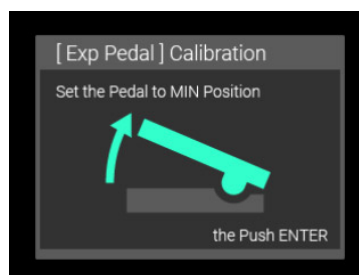 [ Exp Pedal ] Calibration
Set the Pedal to MIN Position
the Push ENTER